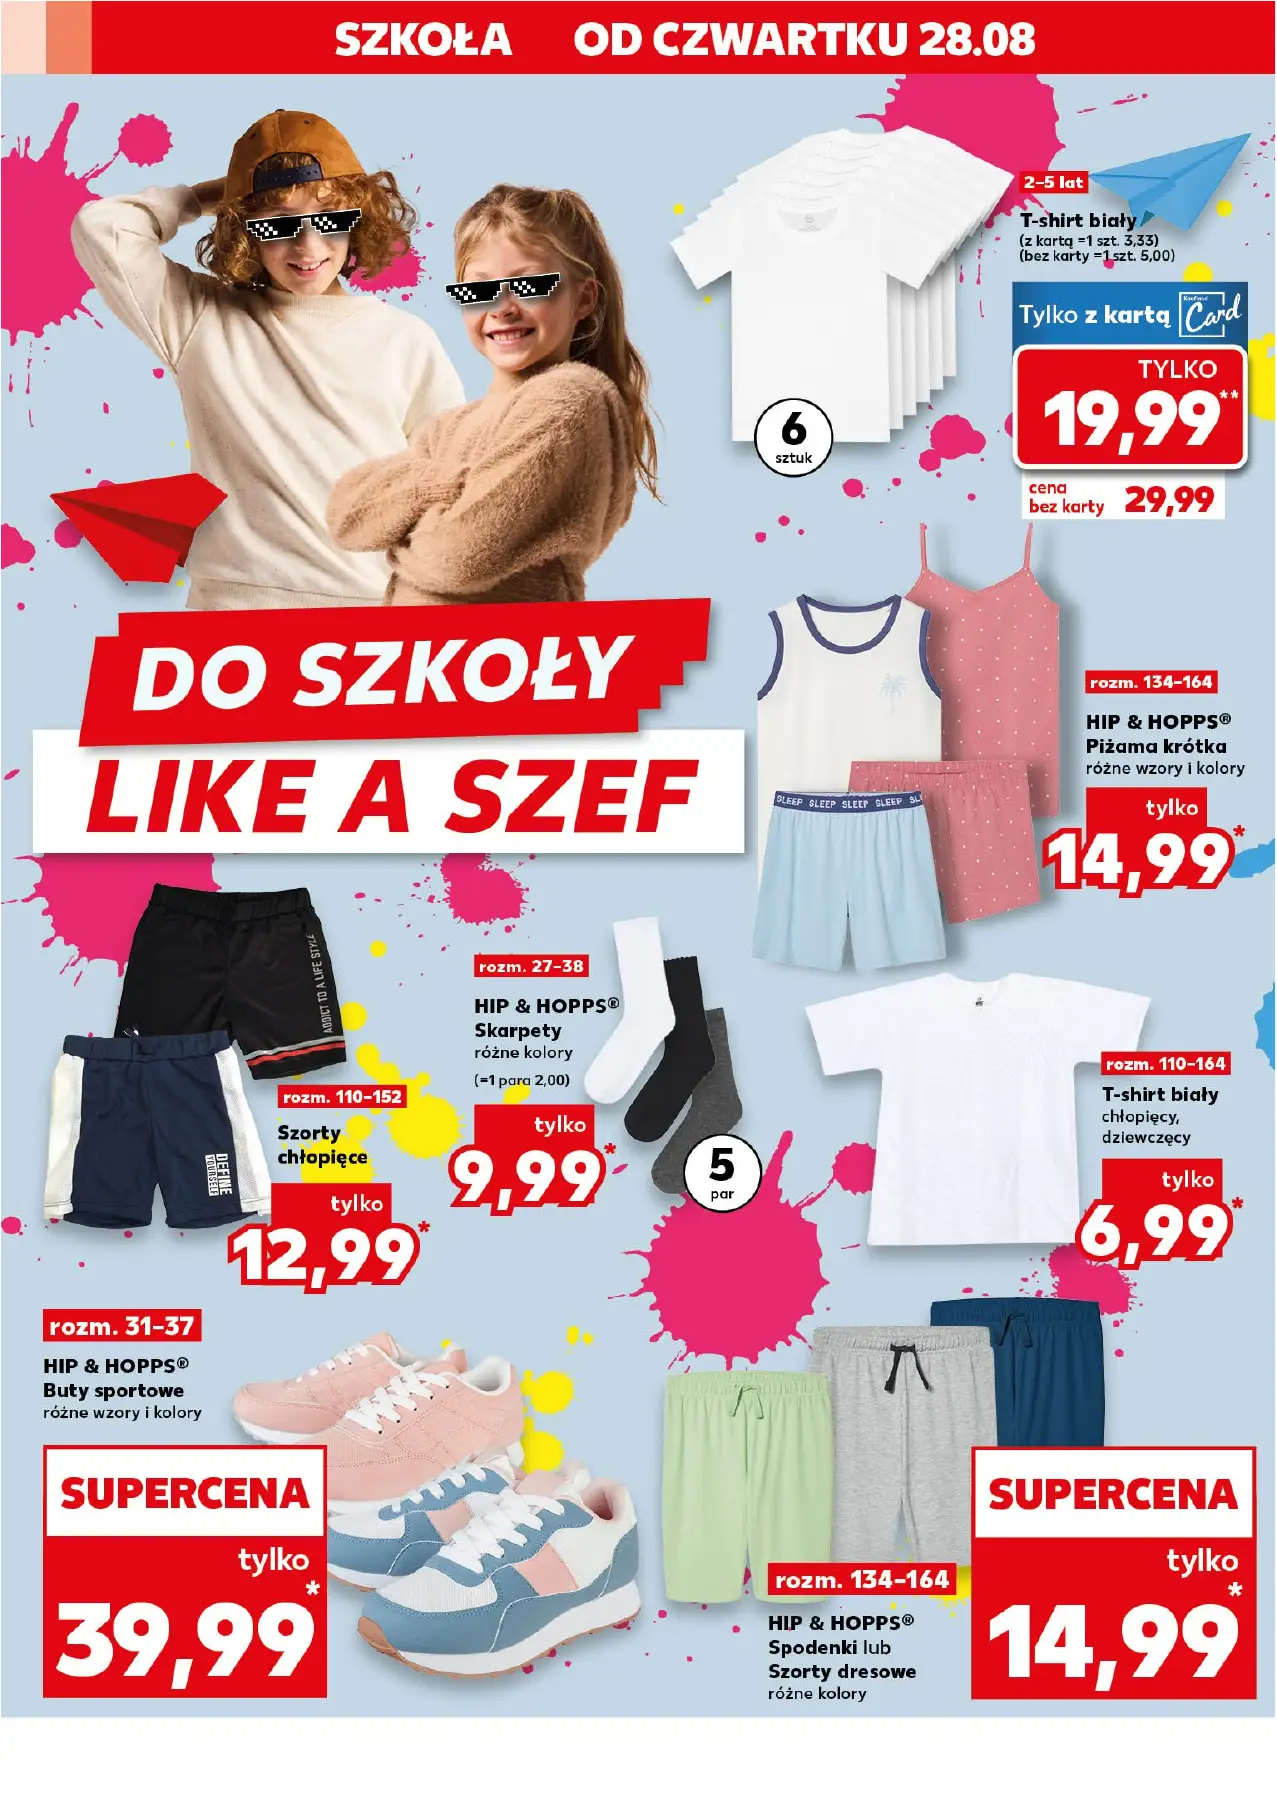 SZKOŁA OD CZWARTKU 28.08
2–5 lat
T-shirt biały
(z kartą =1 szt. 3,33)
(bez karty =1 szt. 5,00)
Tylko z kartą
Kaufland
Card
TYLKO
19,99**
cena
bez karty 29,99
6
sztuk
DO SZKOŁY
LIKE A SZEF
rozm. 134–164
HIP & HOPPS®
Piżama krótka
różne wzory i kolory
tylko
14,99*
SLEEP SLEEP SLEEP SLEEP SL
ADDICT TO A LIFE STYLE
DEFINE
YOURSELF
rozm. 110–152
Szorty
chłopięce
tylko
12,99*
rozm. 27–38
HIP & HOPPS®
Skarpety
różne kolory
(=1 para 2,00)
tylko
9,99*
5
par
rozm. 110–164
T-shirt biały
chłopięcy,
dziewczęcy
tylko
6,99*
rozm. 31–37
HIP & HOPPS®
Buty sportowe
różne wzory i kolory
SUPERCENA
tylko
39,99*
rozm. 134–164
HIP & HOPPS®
Spodenki lub
Szorty dresowe
różne kolory
SUPERCENA
tylko
14,99*